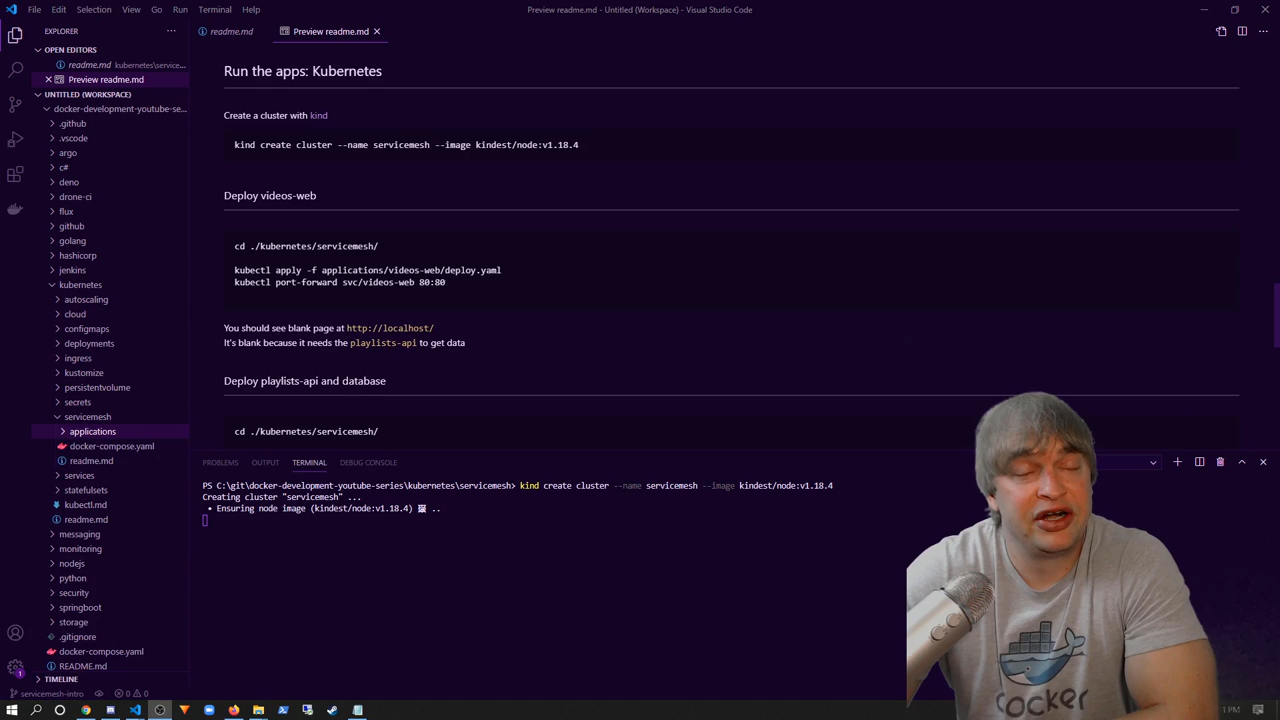 File Edit Selection View Go Run Terminal Help
Preview readme.md - Untitled (Workspace) - Visual Studio Code
EXPLORER
OPEN EDITORS
readme.md kubernetes\service...
Preview readme.md
UNTITLED (WORKSPACE)
docker-development-youtube-se...
.github
.vscode
argo
c#
deno
drone-ci
flux
github
golang
hashicorp
jenkins
kubernetes
autoscaling
cloud
configmaps
deployments
ingress
kustomize
persistentvolume
secrets
servicemesh
applications
docker-compose.yaml
readme.md
services
statefulsets
kubectl.md
readme.md
messaging
monitoring
nodejs
python
security
springboot
storage
.gitignore
docker-compose.yaml
README.md
TIMELINE
readme.md
Preview readme.md
Run the apps: Kubernetes
Create a cluster with kind
kind create cluster --name servicemesh --image kindest/node:v1.18.4
Deploy videos-web
cd ./kubernetes/servicemesh/
kubectl apply -f applications/videos-web/deploy.yaml
kubectl port-forward svc/videos-web 80:80
You should see blank page at http://localhost/
It's blank because it needs the playlists-api to get data
Deploy playlists-api and database
cd ./kubernetes/servicemesh/
PROBLEMS OUTPUT TERMINAL DEBUG CONSOLE
PS C:\git\docker-development-youtube-series\kubernetes\servicemesh> kind create cluster --name servicemesh --image kindest/node:v1.18.4
Creating cluster "servicemesh" ...
• Ensuring node image (kindest/node:v1.18.4) 🖼 ..
docker
1
servicemesh-intro
0 0
1 PM